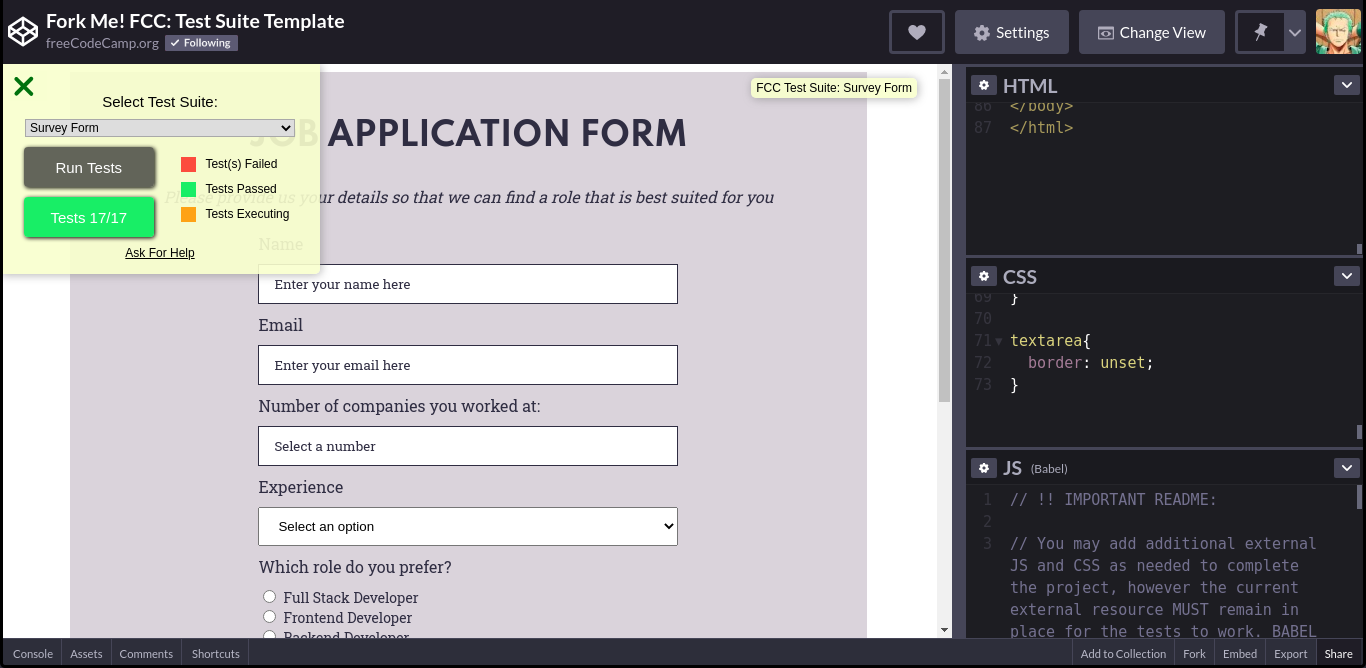 Fork Me! FCC: Test Suite Template
freeCodeCamp.org
Following
Settings
Change View
Select Test Suite:
Survey Form
Run Tests
Tests 17/17
Test(s) Failed
Tests Passed
Tests Executing
Ask For Help
FCC Test Suite: Survey Form
JOB APPLICATION FORM
Please provide us your details so that we can find a role that is best suited for you
Name
Enter your name here
Email
Enter your email here
Number of companies you worked at:
Select a number
Experience
Select an option
Which role do you prefer?
Full Stack Developer
Frontend Developer
Backend Developer
HTML
86 </body>
87 </html>
CSS
69 }
70
71 textarea{
72 border: unset;
73 }
JS (Babel)
1 // !! IMPORTANT README:
2
3 // You may add additional external
JS and CSS as needed to complete
the project, however the current
external resource MUST remain in
place for the tests to work. BABEL
Console
Assets
Comments
Shortcuts
Add to Collection
Fork
Embed
Export
Share